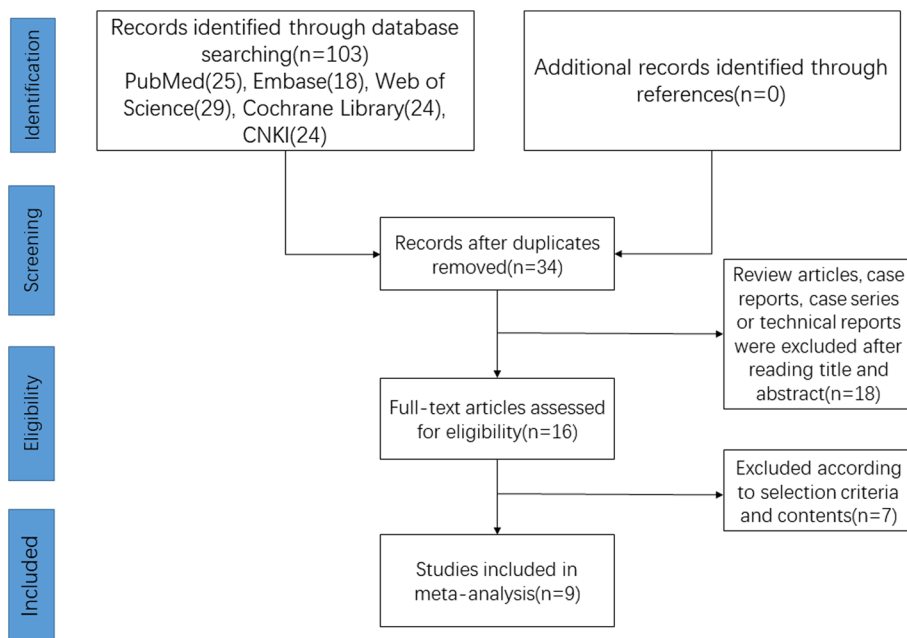 Identification
Records identified through database
searching(n=103)
PubMed(25), Embase(18), Web of
Science(29), Cochrane Library(24),
CNKI(24)
Additional records identified through
references(n=0)
Screening
Records after duplicates
removed(n=34)
Review articles, case
reports, case series
or technical reports
were excluded after
reading title and
abstract(n=18)
Eligibility
Full-text articles assessed
for eligibility(n=16)
Excluded according
to selection criteria
and contents(n=7)
Included
Studies included in
meta-analysis(n=9)